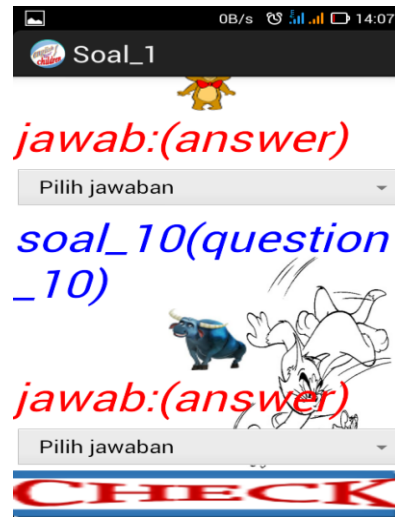 0B/s 14:07
Soal_1
jawab:(answer)
Pilih jawaban
soal_10(question
_10)
jawab:(answer)
Pilih jawaban
CHECK